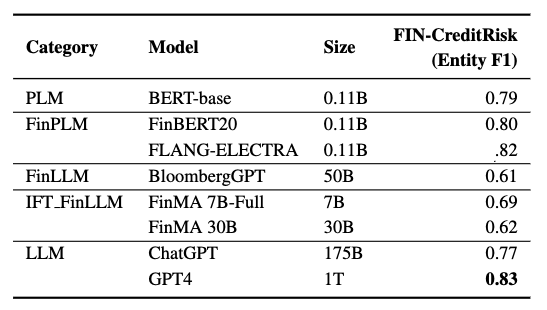 Category Model Size FIN-CreditRisk (Entity F1)
PLM BERT-base 0.11B 0.79
FinPLM FinBERT20 0.11B 0.80
FLANG-ELECTRA 0.11B .82
FinLLM BloombergGPT 50B 0.61
IFT_FinLLM FinMA 7B-Full 7B 0.69
FinMA 30B 30B 0.62
LLM ChatGPT 175B 0.77
GPT4 1T 0.83